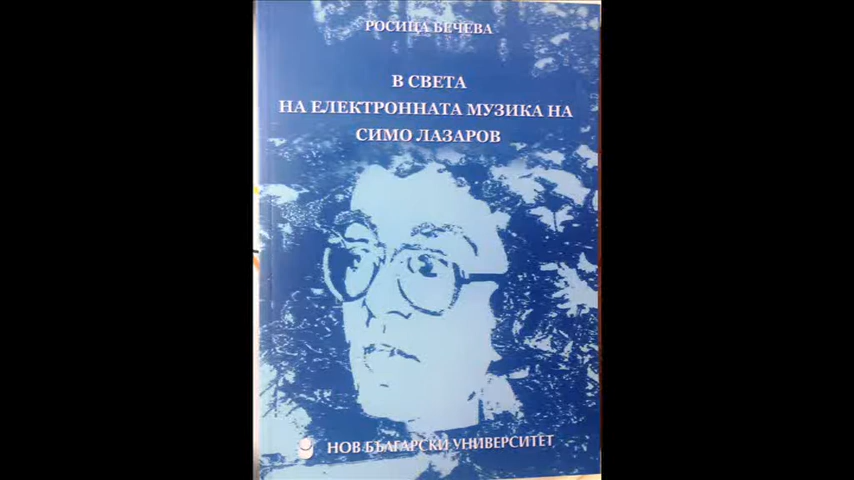 РОСИЦА БЕЧЕВА
В СВЕТА
НА ЕЛЕКТРОННАТА МУЗИКА НА
СИМО ЛАЗАРОВ
НОВ БЪЛГАРСКИ УНИВЕРСИТЕТ